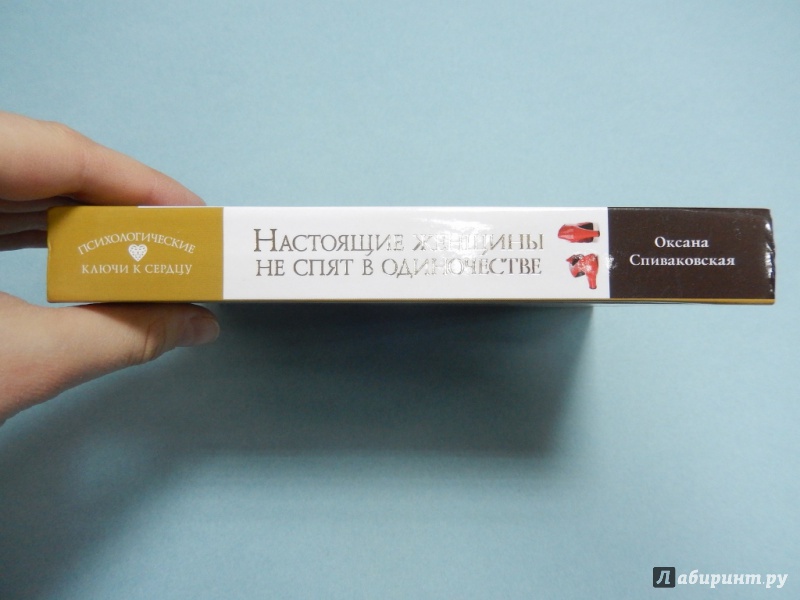 ПСИХОЛОГИЧЕСКИЕ
КЛЮЧИ К СЕРДЦУ
НАСТОЯЩИЕ ЖЕНЩИНЫ
НЕ СПЯТ В ОДИНОЧЕСТВЕ
Оксана
Спиваковская
Лабиринт.ру